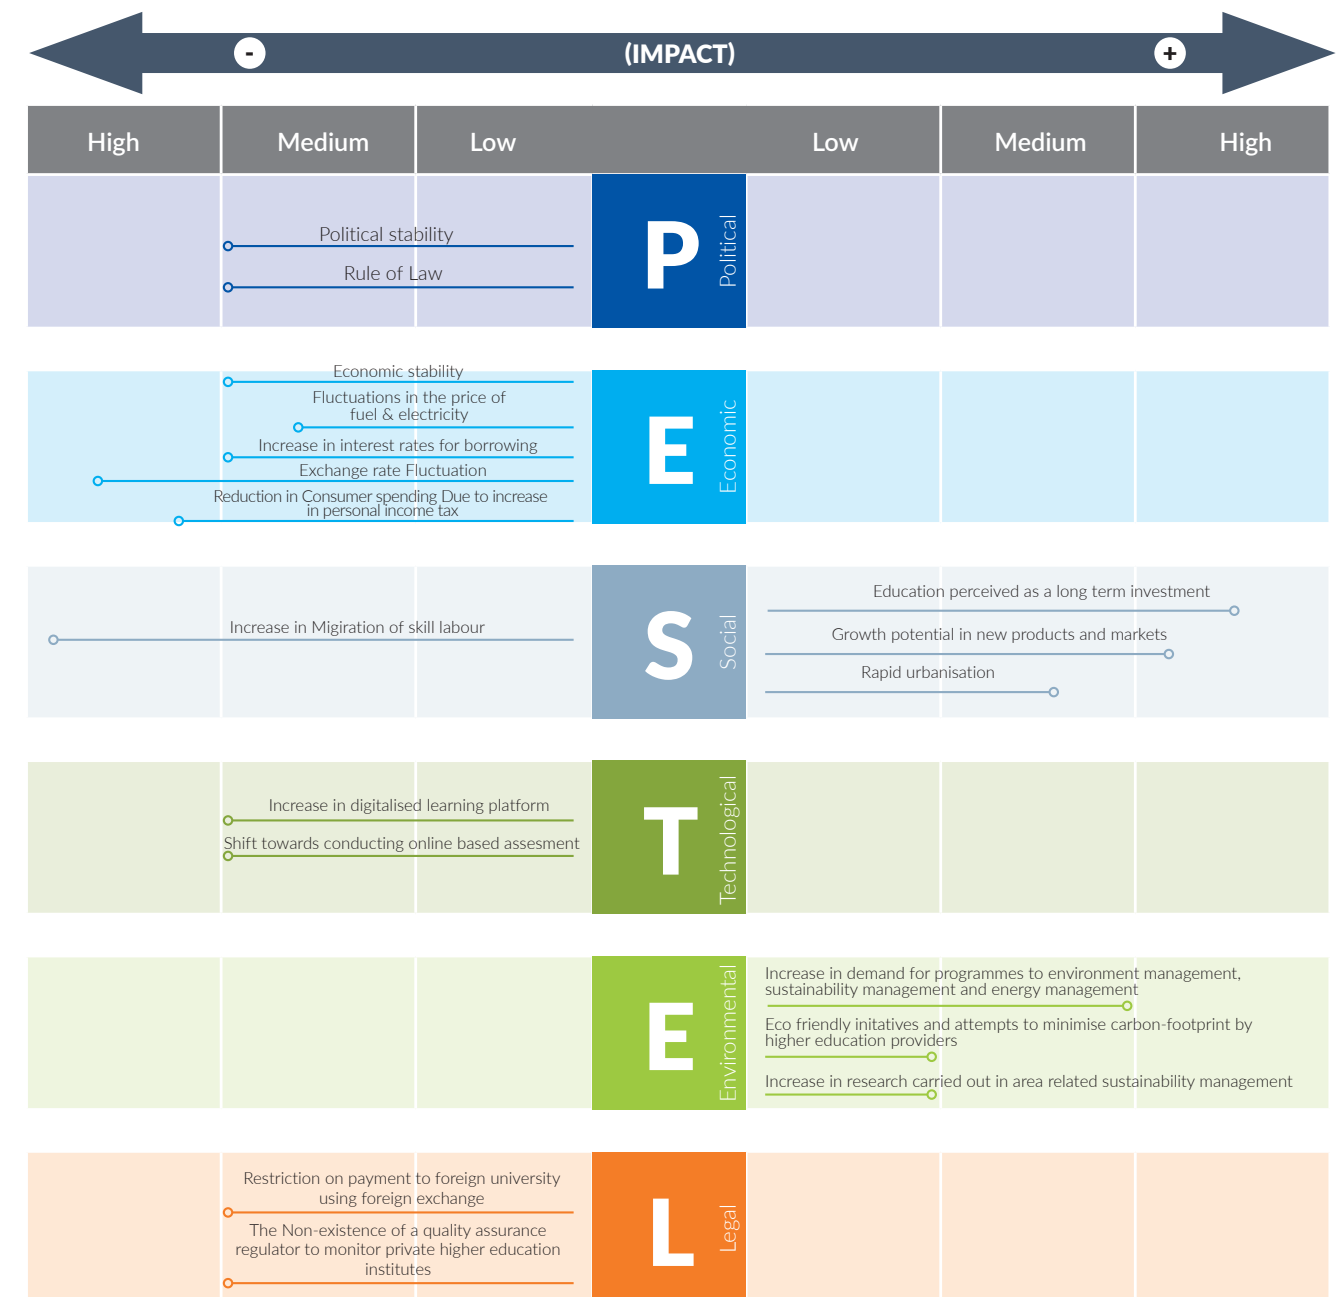 -
(IMPACT)
+
High
Medium
Low
Low
Medium
High
Political stability
Rule of Law
P
Political
Economic stability
Fluctuations in the price of
fuel & electricity
Increase in interest rates for borrowing
Exchange rate Fluctuation
Reduction in Consumer spending Due to increase
in personal income tax
E
Economic
Increase in Migiration of skill labour
S
Social
Education perceived as a long term investment
Growth potential in new products and markets
Rapid urbanisation
Increase in digitalised learning platform
Shift towards conducting online based assesment
T
Technological
E
Environmental
Increase in demand for programmes to environment management,
sustainability management and energy management
Eco friendly initatives and attempts to minimise carbon-footprint by
higher education providers
Increase in research carried out in area related sustainability management
Restriction on payment to foreign university
using foreign exchange
The Non-existence of a quality assurance
regulator to monitor private higher education
institutes
L
Legal